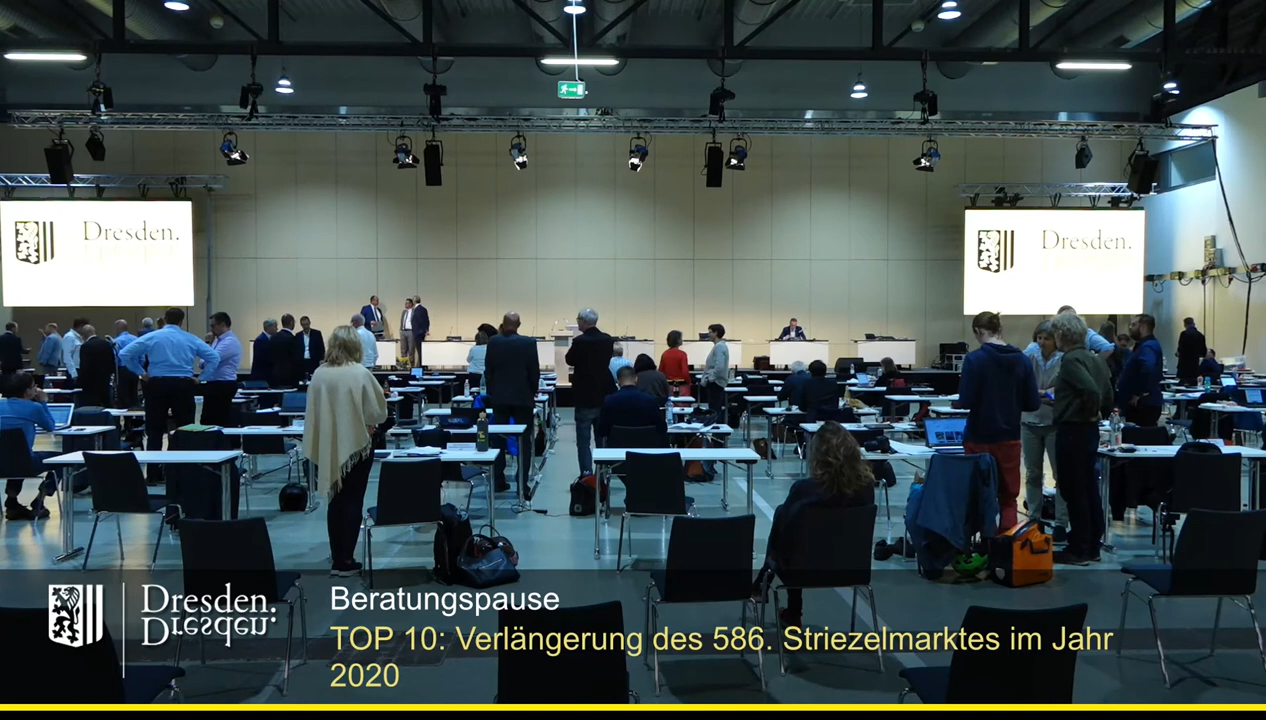 Dresden.
Dresden.
Dresden.
Dresden.
Beratungspause
TOP 10: Verlängerung des 586. Striezelmarktes im Jahr
2020